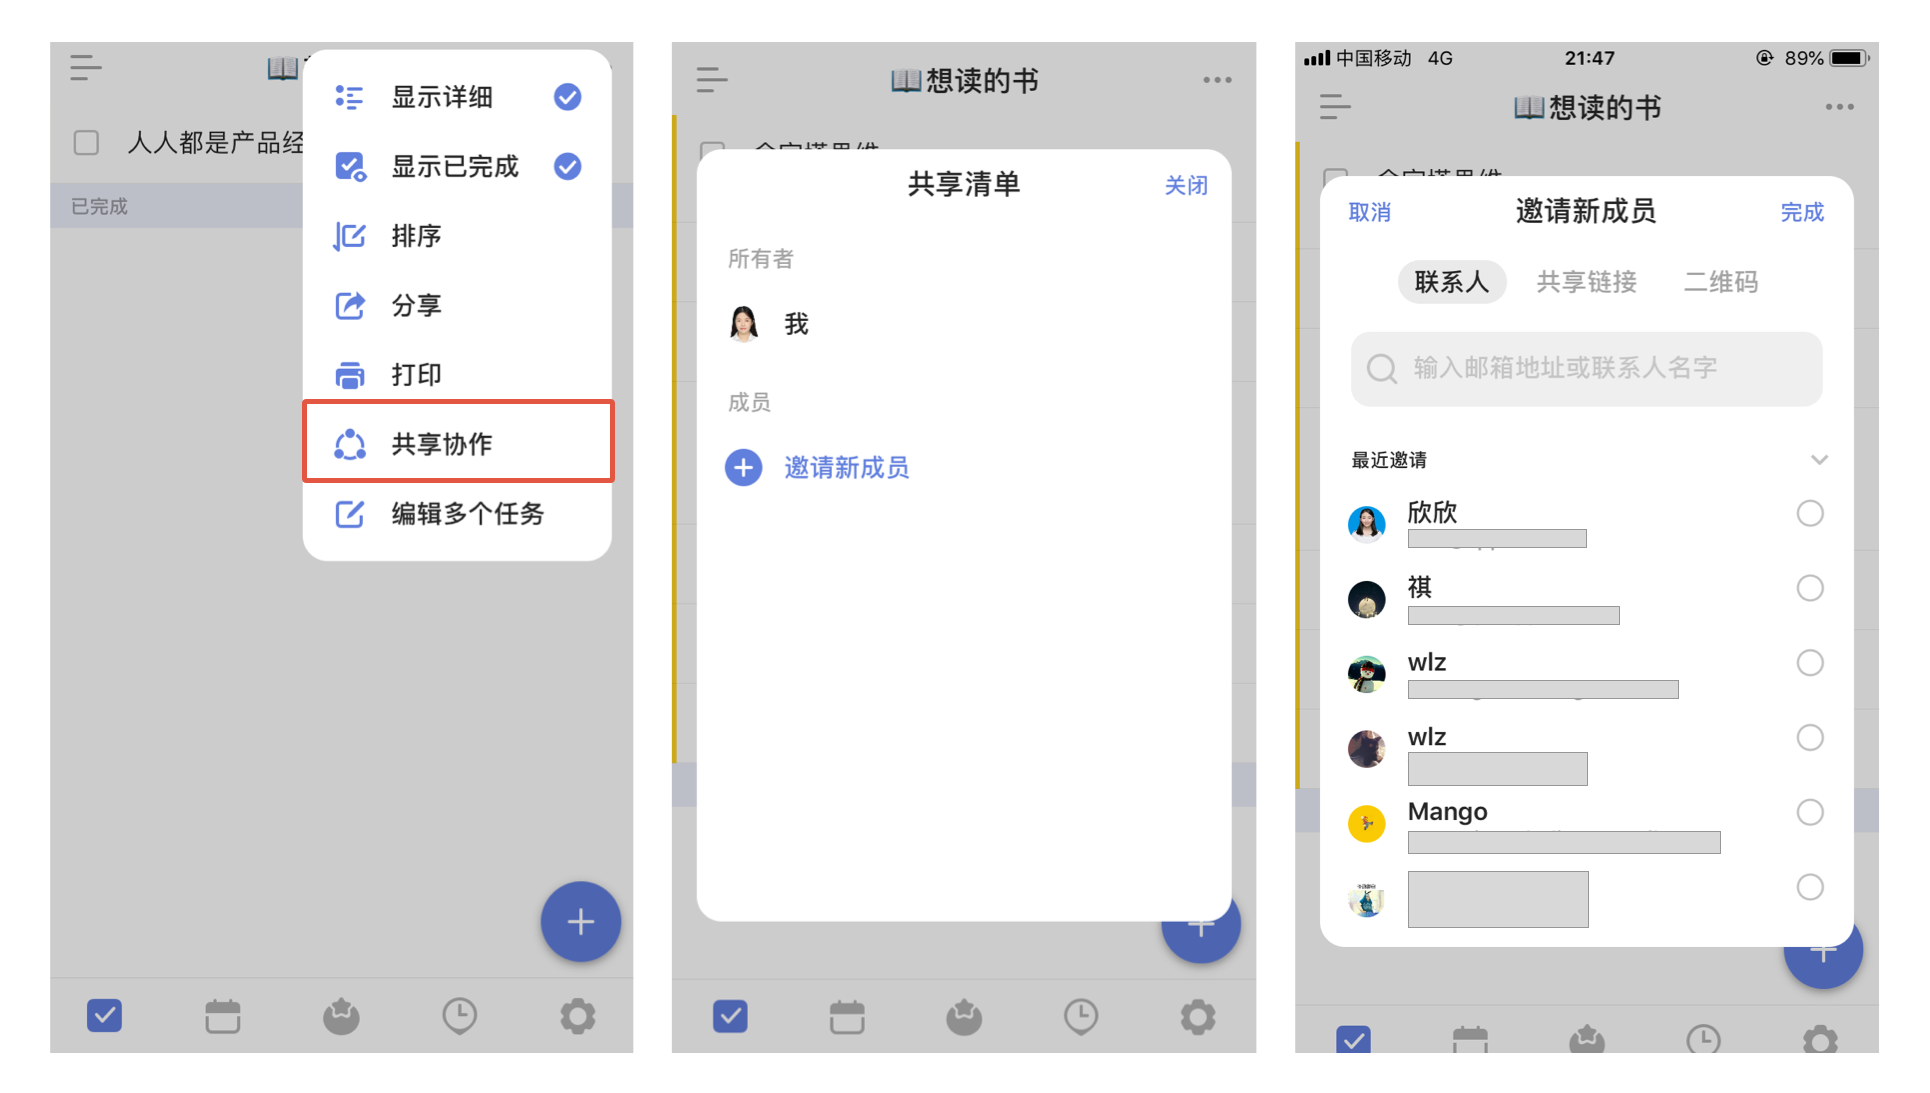 显示详细
显示已完成
人人都是产品经
已完成
排序
分享
打印
共享协作
编辑多个任务
想读的书
共享清单
关闭
所有者
我
成员
邀请新成员
中国移动 4G 21:47 89%
想读的书
取消 邀请新成员 完成
联系人 共享链接 二维码
输入邮箱地址或联系人名字
最近邀请
欣欣
祺
wlz
wlz
Mango